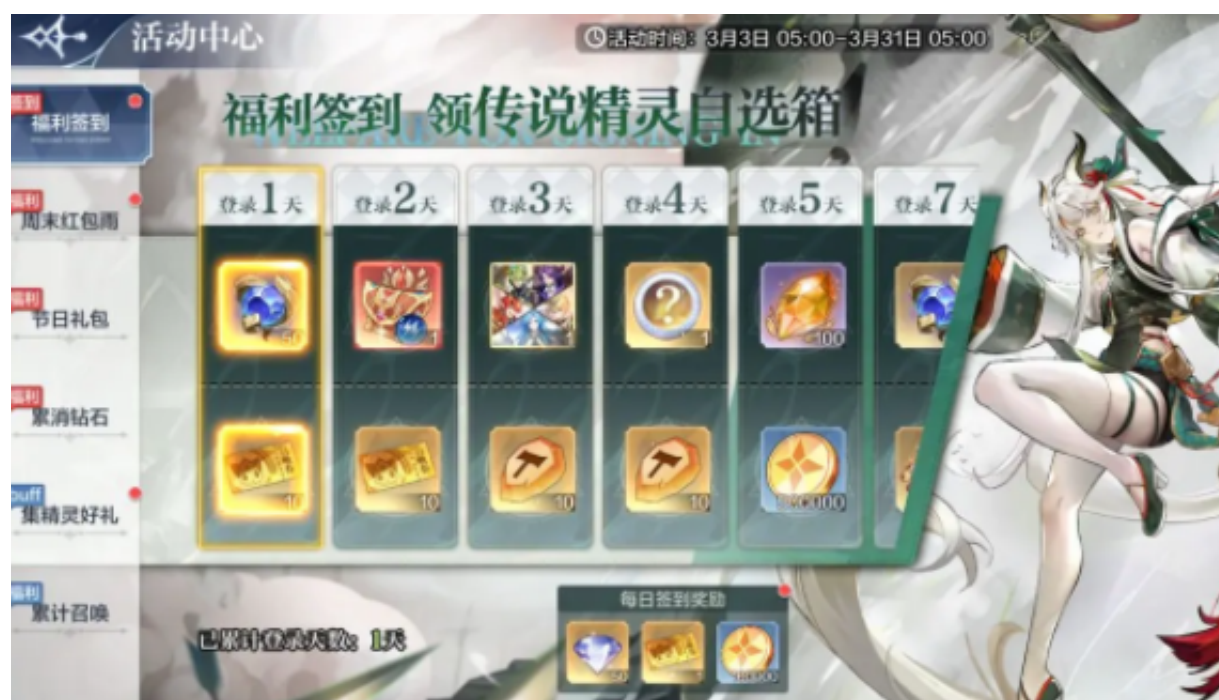 活动中心
活动时间：3月3日 05:00-3月31日 05:00
签到
福利签到
福利
周末红包雨
福利
节日礼包
福利
累消钻石
buff
集精灵好礼
福利
累计召唤
福利签到 领传说精灵自选箱
登录1天
登录2天
登录3天
登录4天
登录5天
登录7天
50
1
?
1
100
10
10
10
10
已累计登录天数：1天
每日签到奖励
50
1